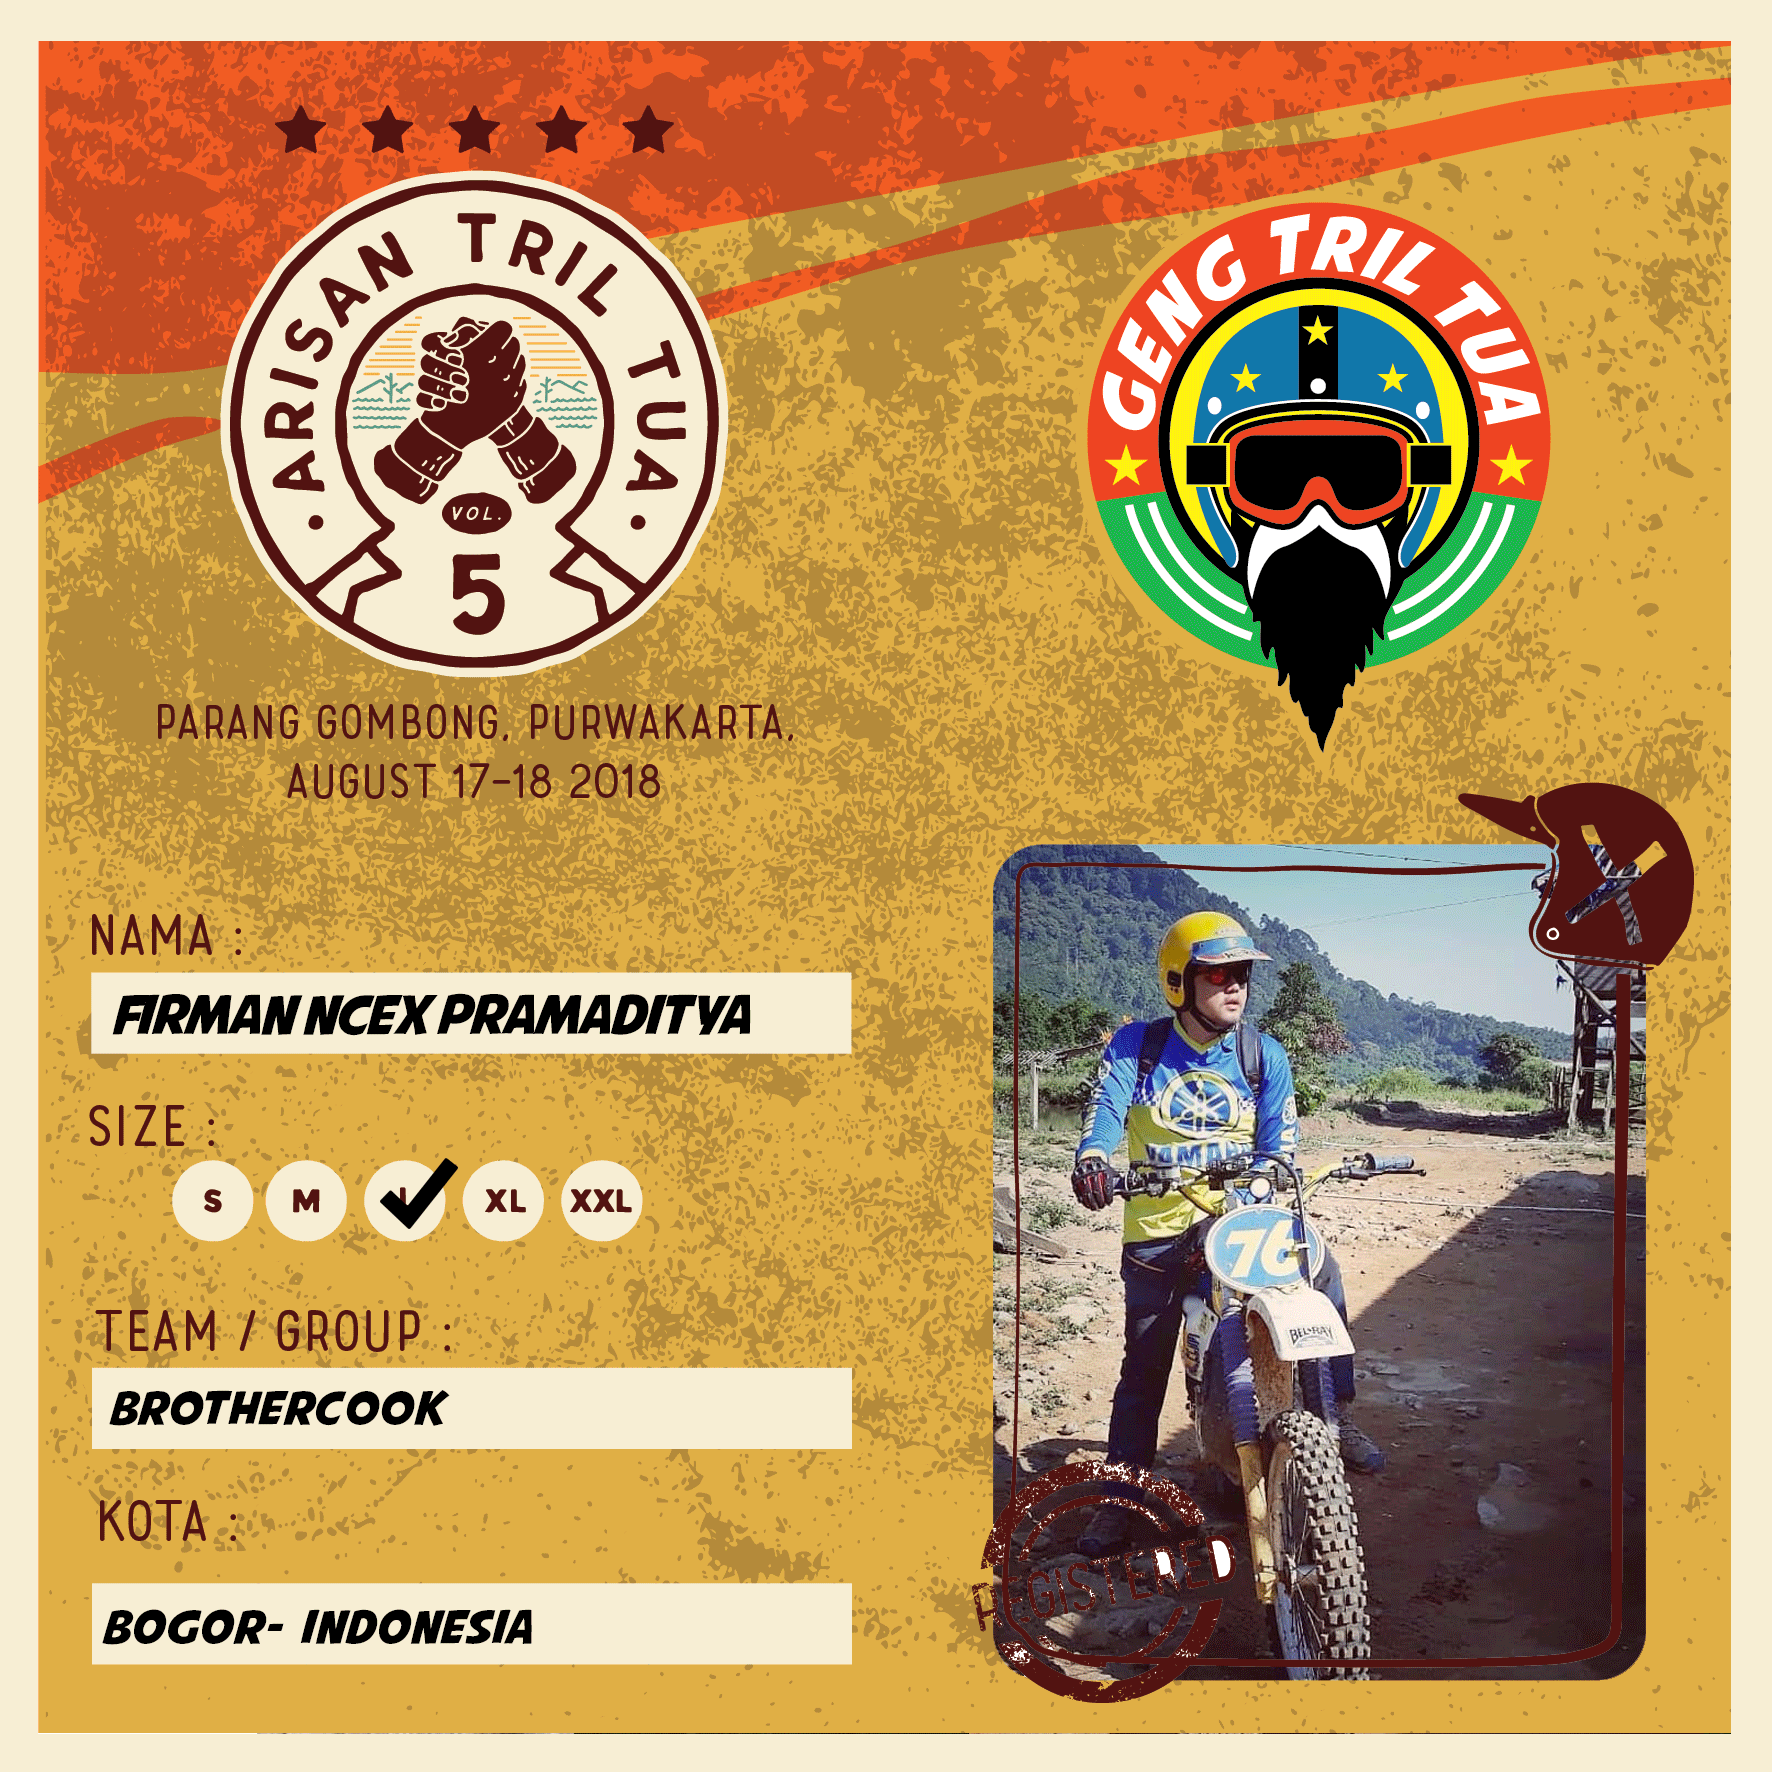 ARISAN TRIL TUA
VOL.
5
GENG TRIL TUA
PARANG GOMBONG, PURWAKARTA,
AUGUST 17-18 2018
NAMA :
FIRMAN NCEX PRAMADITYA
SIZE :
S M L XL XXL
TEAM / GROUP :
BROTHERCOOK
KOTA :
BOGOR- INDONESIA
YAMAHA
76
BEL-RAY
REGISTERED